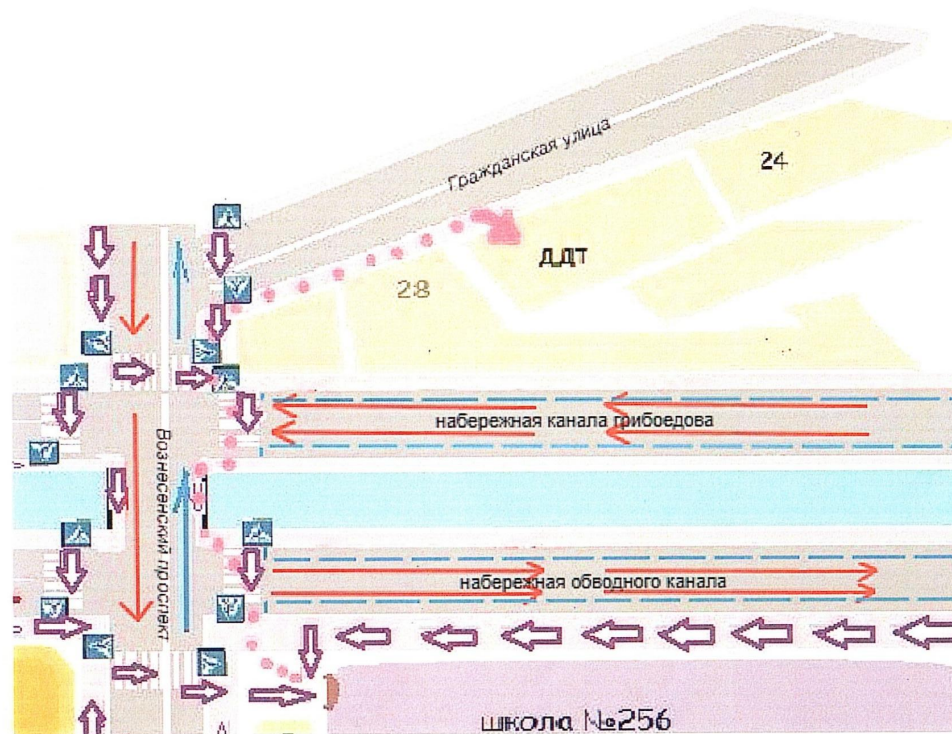 Гражданская улица
24
ДДТ
28
набережная канала грибоедова
Вознесенский проспект
набережная обводного канала
школа №256